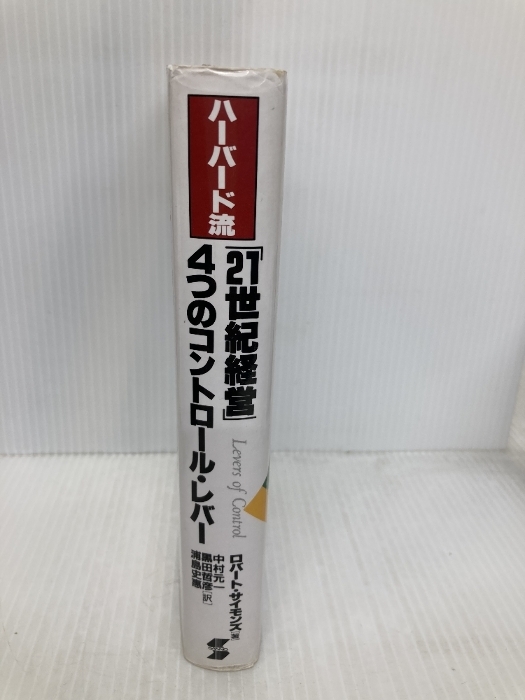 ハーバード流
[21世紀経営]
4つのコントロール・レバー
Levers of Control
ロバート・サイモンズ[著]
中村元一
黒田哲彦[訳]
浦島史惠